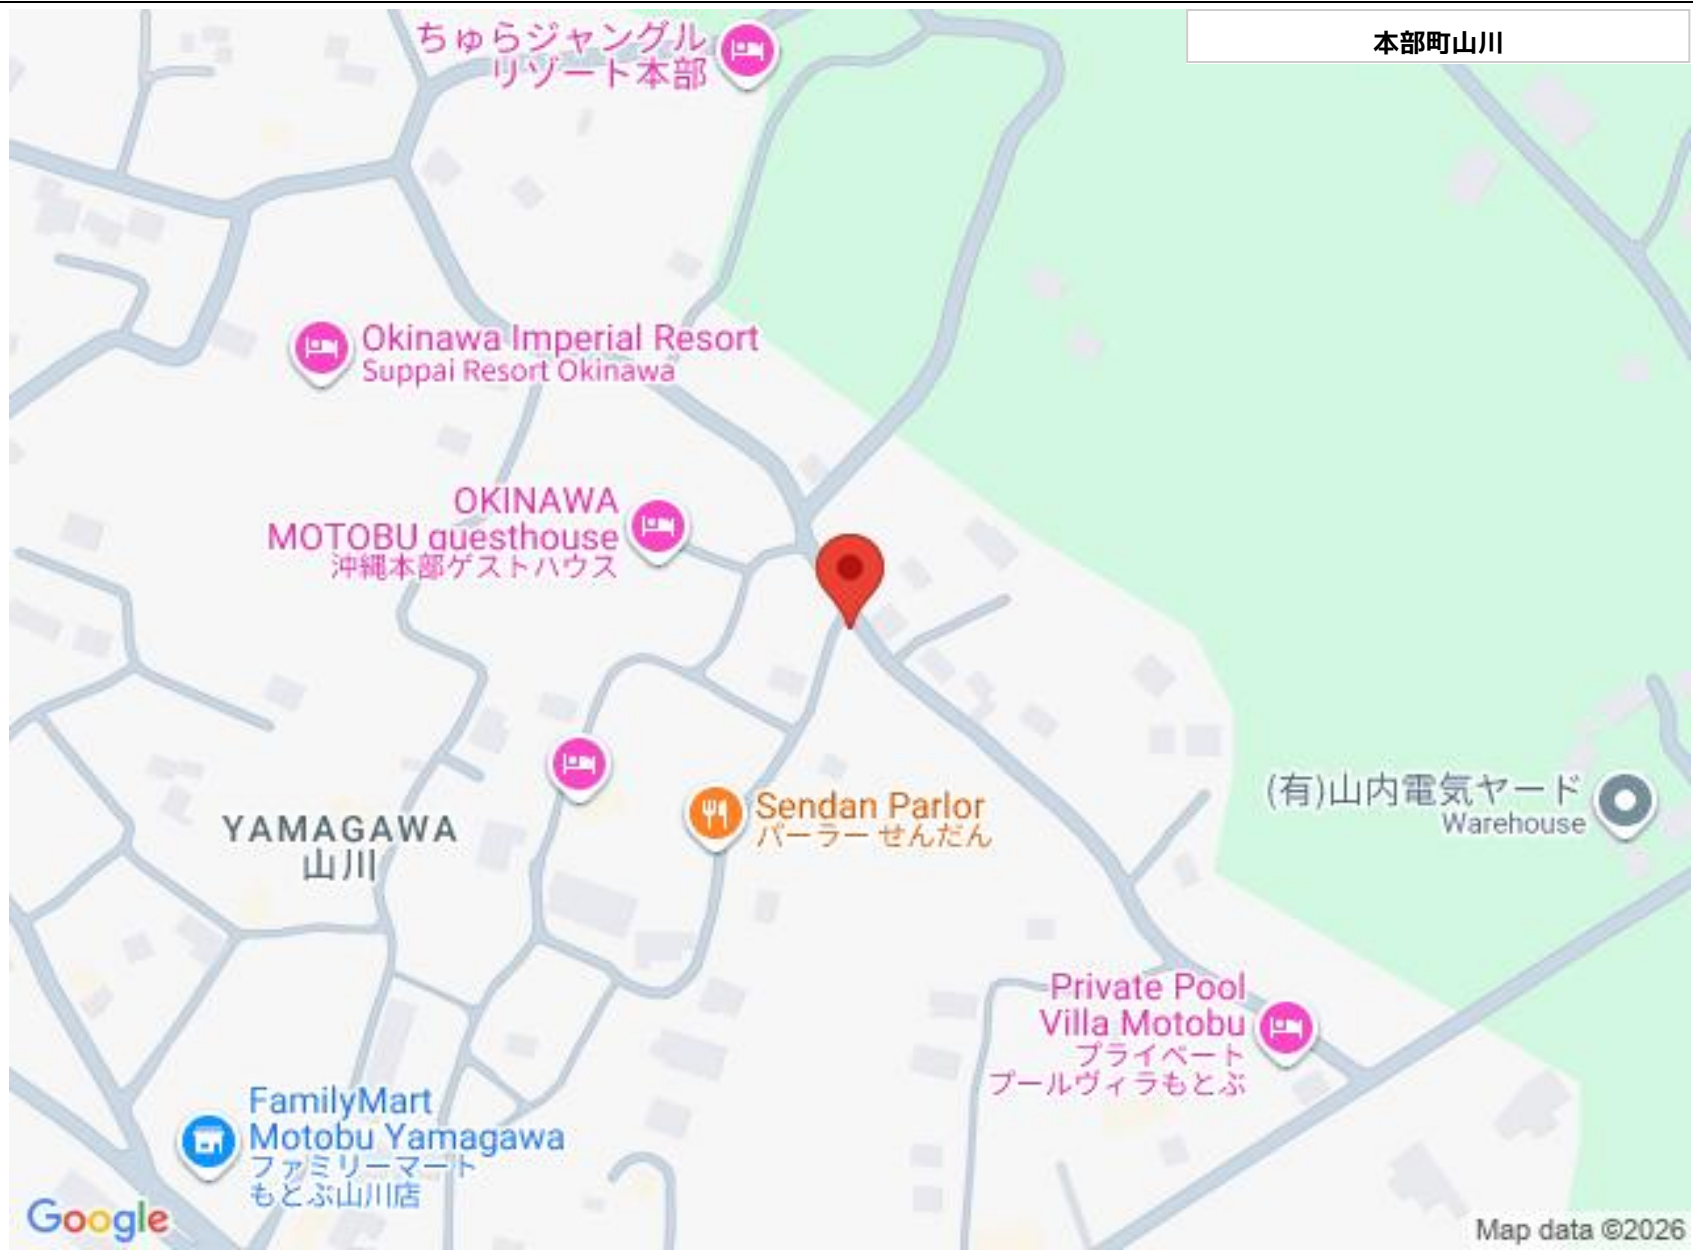 本部町山川
ちゅらジャングル
リゾート本部
Okinawa Imperial Resort
Suppai Resort Okinawa
OKINAWA
MOTOBU guesthouse
沖縄本部ゲストハウス
Sendan Parlor
パーラー せんだん
YAMAGAWA
山川
(有)山内電気ヤード
Warehouse
Private Pool
Villa Motobu
プライベート
プールヴィラもとぶ
FamilyMart
Motobu Yamagawa
ファミリーマート
もとぶ山川店
Google
Map data ©2026